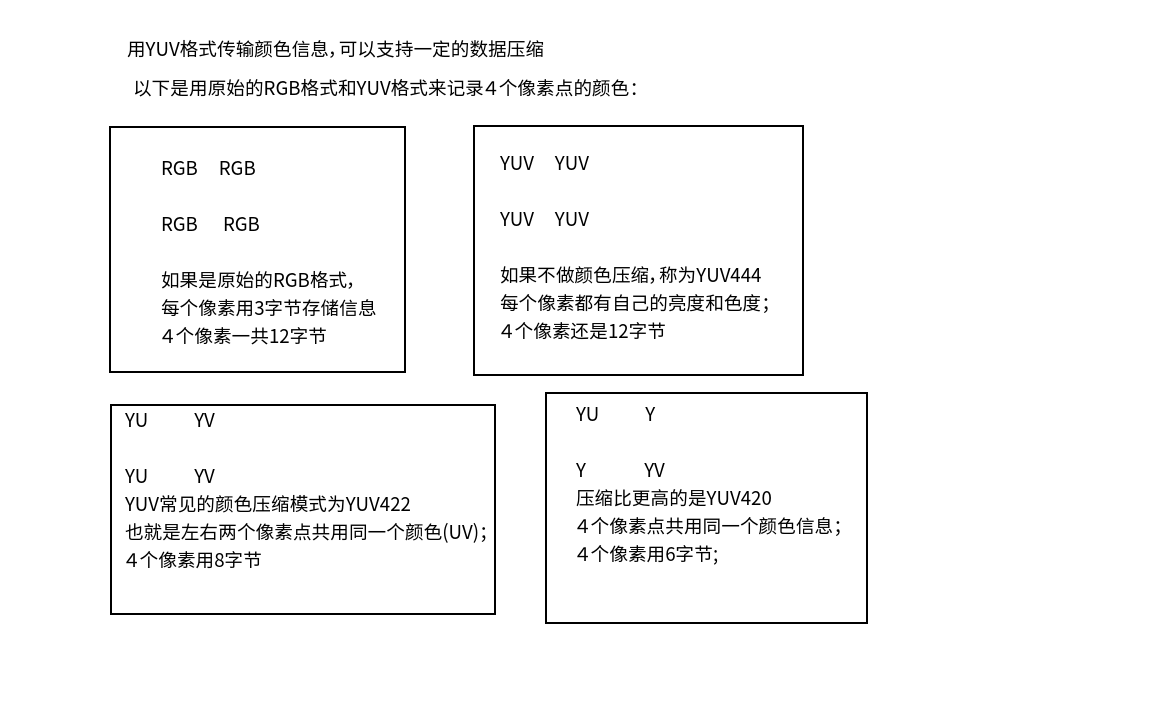 用YUV格式传输颜色信息，可以支持一定的数据压缩
以下是用原始的RGB格式和YUV格式来记录４个像素点的颜色：
RGB RGB
RGB RGB
如果是原始的RGB格式，
每个像素用3字节存储信息
４个像素一共12字节
YUV YUV
YUV YUV
如果不做颜色压缩，称为YUV444
每个像素都有自己的亮度和色度；
４个像素还是12字节
YU YV
YU YV
YUV常见的颜色压缩模式为YUV422
也就是左右两个像素点共用同一个颜色(UV)；
４个像素用8字节
YU Y
Y YV
压缩比更高的是YUV420
４个像素点共用同一个颜色信息；
４个像素用6字节;